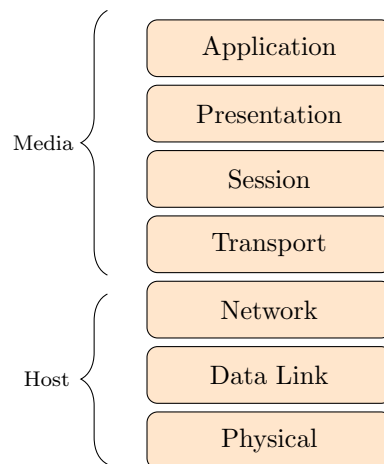 Application
Presentation
Media
Session
Transport
Network
Host
Data Link
Physical